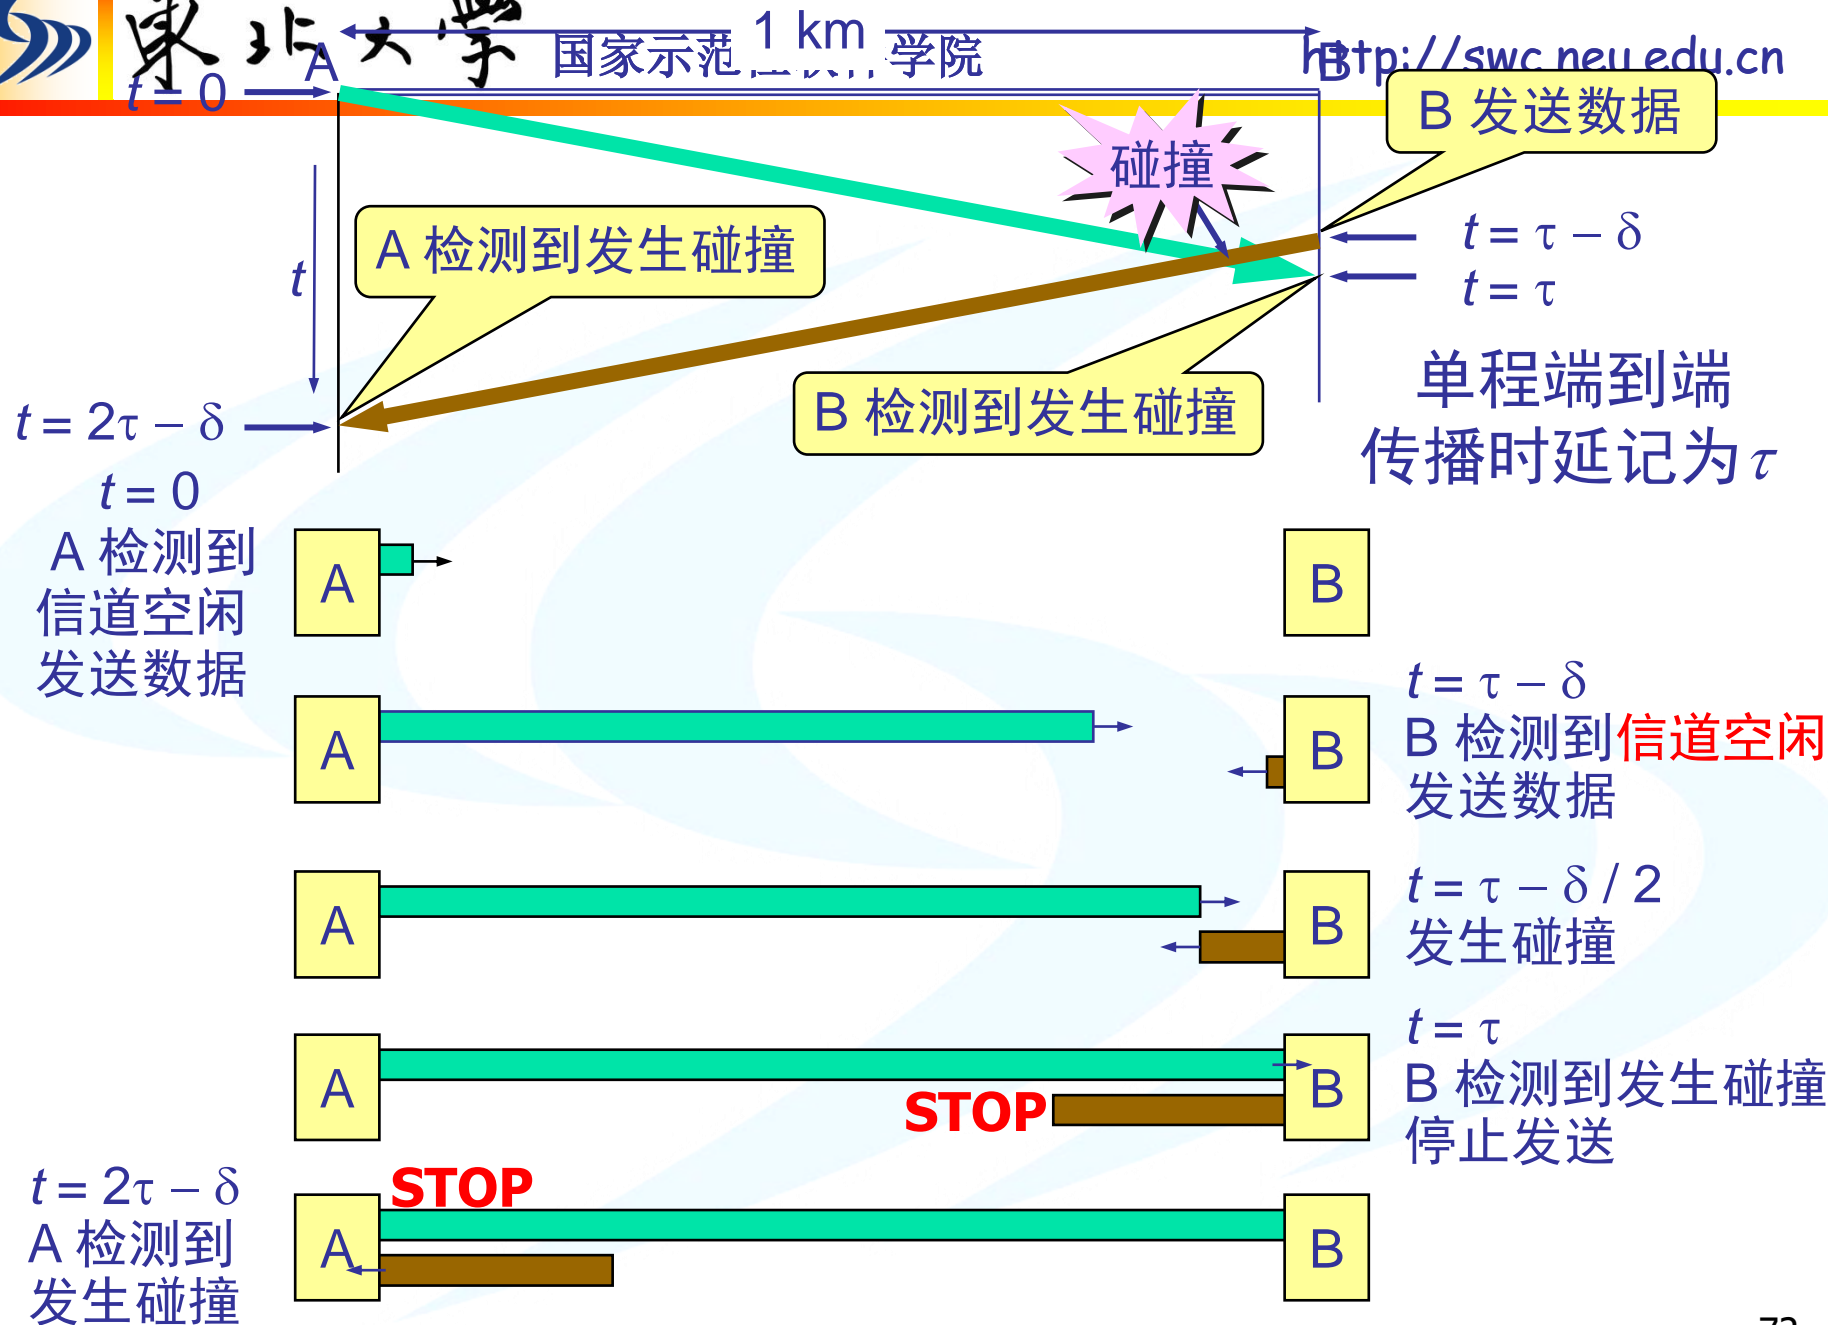 東北大学
国家示范性软件学院
http://swc.neu.edu.cn
1 km
A
B
t = 0
B 发送数据
碰撞
A 检测到发生碰撞
t = τ – δ
t = τ
t
B 检测到发生碰撞
单程端到端
传播时延记为τ
t = 2τ – δ
t = 0
A 检测到
信道空闲
发送数据
A
B
t = τ – δ
B 检测到信道空闲
发送数据
A
B
t = τ – δ / 2
发生碰撞
A
B
t = τ
B 检测到发生碰撞
停止发送
A
B
STOP
t = 2τ – δ
A 检测到
发生碰撞
STOP
A
B